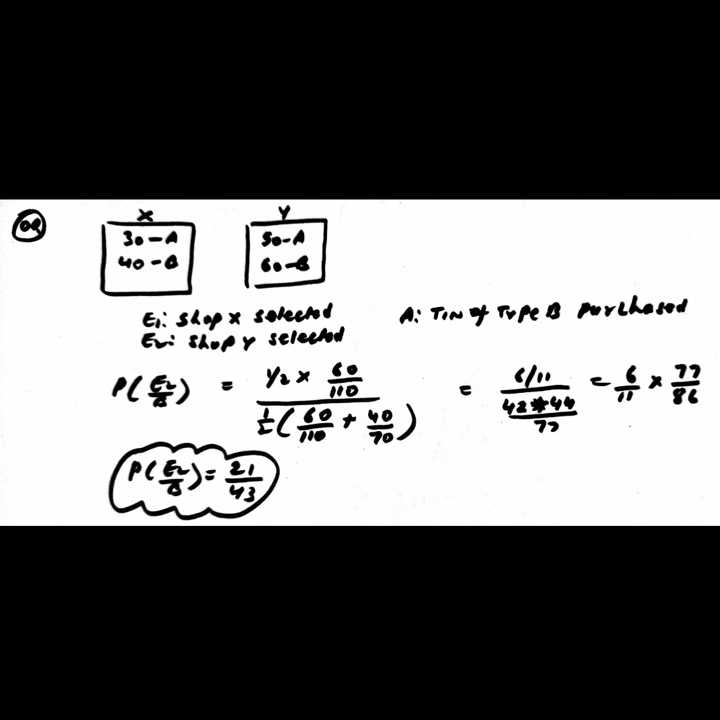 OR
X Y
30-A 50-A
40-B 60-B
E₁: Shop X selected A: Tin of Type B purchased
E₂: Shop Y selected
P(E₂/B) = (1/2 × 60/110) / (1/2 (60/110 + 40/70)) = (6/11) / ((42+44)/77) = 6/11 × 77/86
P(E₂/B) = 21/43